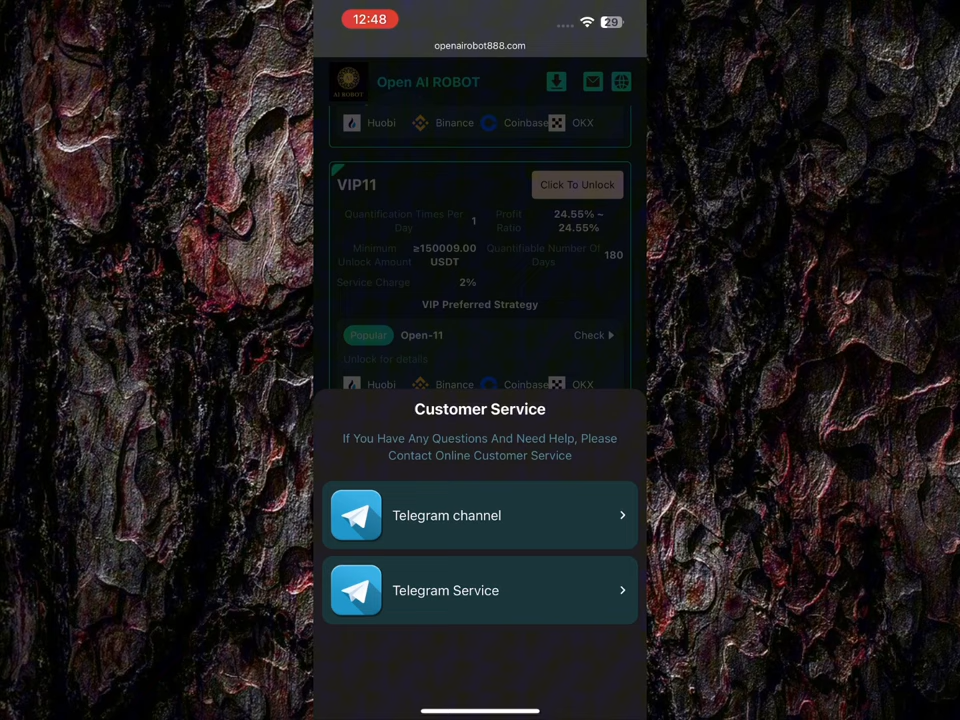 12:48
29
openairobot888.com
AI ROBOT
Open AI ROBOT
Huobi Binance Coinbase OKX
VIP11
Click To Unlock
Quantification Times Per Day 1
Profit Ratio 24.55% ~ 24.55%
Minimum Unlock Amount ≥150009.00 USDT
Quantifiable Number Of Days 180
Service Charge 2%
VIP Preferred Strategy
Popular Open-11 Check
Unlock for details
Huobi Binance Coinbase OKX
Customer Service
If You Have Any Questions And Need Help, Please
Contact Online Customer Service
Telegram channel
Telegram Service